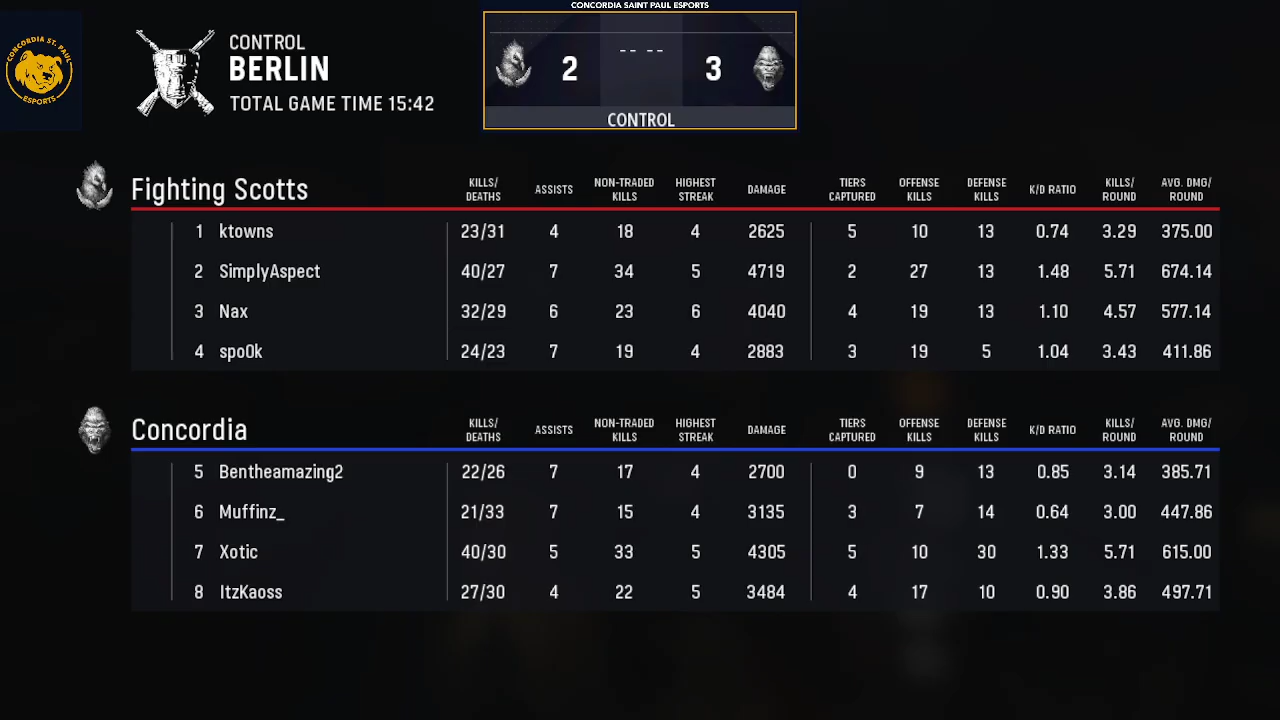 CONCORDIA SAINT PAUL ESPORTS
CONCORDIA ST. PAUL
ESPORTS
CONTROL
BERLIN
TOTAL GAME TIME 15:42
2 -- -- 3
CONTROL
Fighting Scotts KILLS/ DEATHS ASSISTS NON-TRADED KILLS HIGHEST STREAK DAMAGE TIERS CAPTURED OFFENSE KILLS DEFENSE KILLS K/D RATIO KILLS/ ROUND AVG. DMG/ ROUND
1 ktowns 23/31 4 18 4 2625 5 10 13 0.74 3.29 375.00
2 SimplyAspect 40/27 7 34 5 4719 2 27 13 1.48 5.71 674.14
3 Nax 32/29 6 23 6 4040 4 19 13 1.10 4.57 577.14
4 spo0k 24/23 7 19 4 2883 3 19 5 1.04 3.43 411.86
Concordia KILLS/ DEATHS ASSISTS NON-TRADED KILLS HIGHEST STREAK DAMAGE TIERS CAPTURED OFFENSE KILLS DEFENSE KILLS K/D RATIO KILLS/ ROUND AVG. DMG/ ROUND
5 Bentheamazing2 22/26 7 17 4 2700 0 9 13 0.85 3.14 385.71
6 Muffinz_ 21/33 7 15 4 3135 3 7 14 0.64 3.00 447.86
7 Xotic 40/30 5 33 5 4305 5 10 30 1.33 5.71 615.00
8 ItzKaoss 27/30 4 22 5 3484 4 17 10 0.90 3.86 497.71